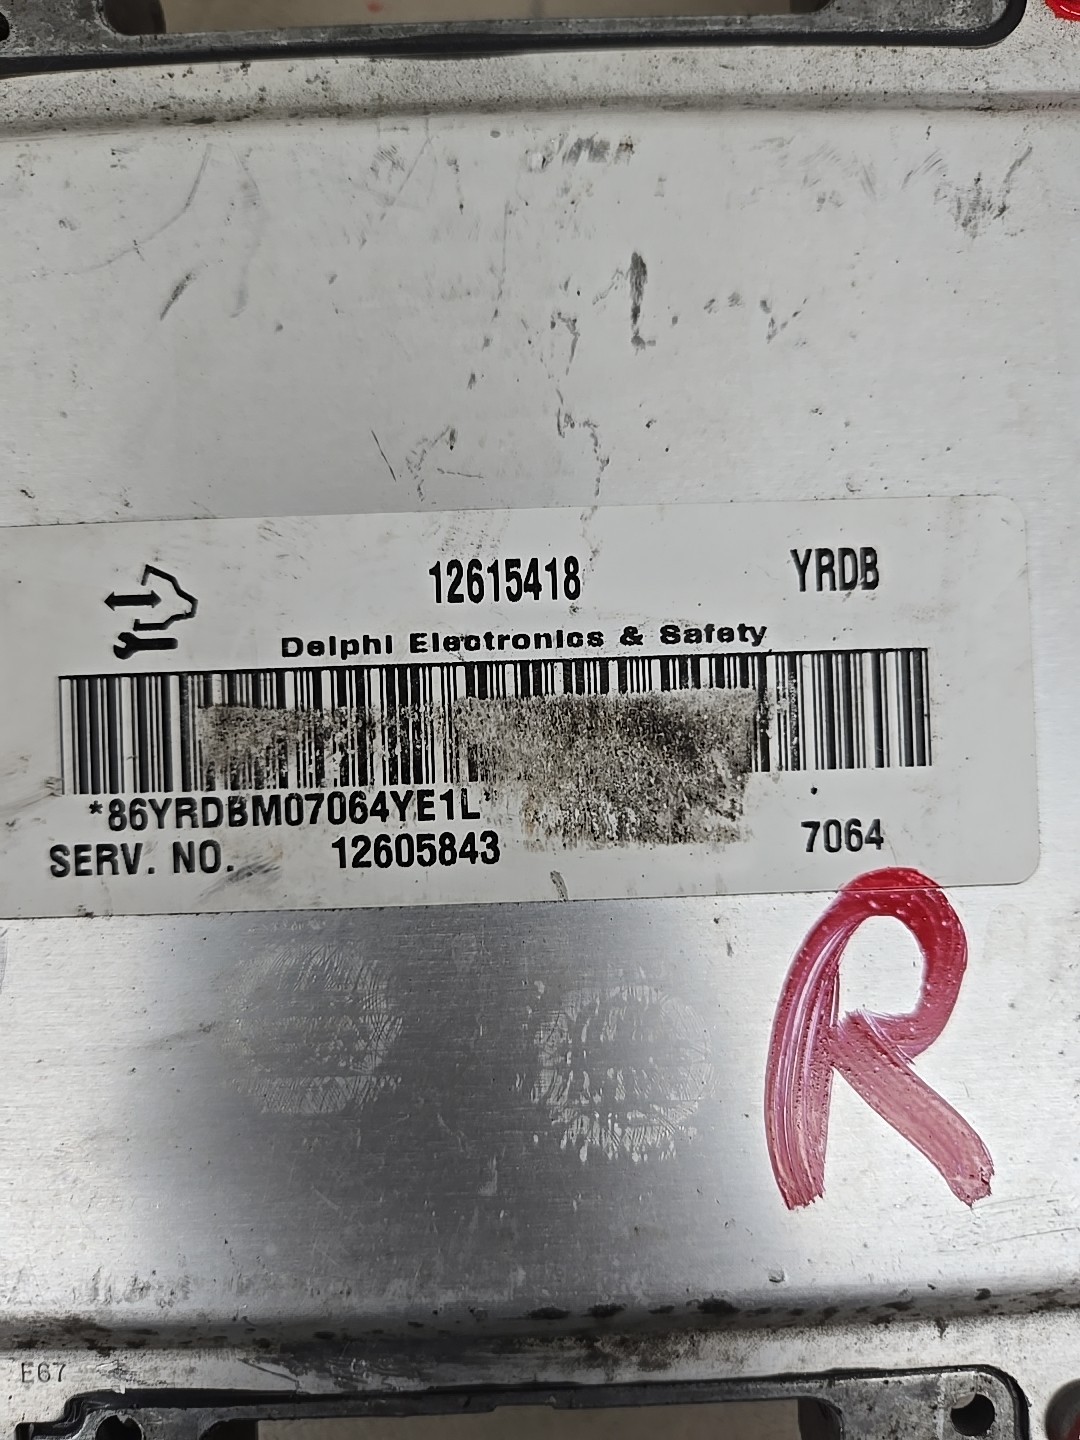 12615418 YRDB
Delphi Electronics & Safety
*86YRDBM07064YE1L*
SERV. NO. 12605843 7064
R
E67